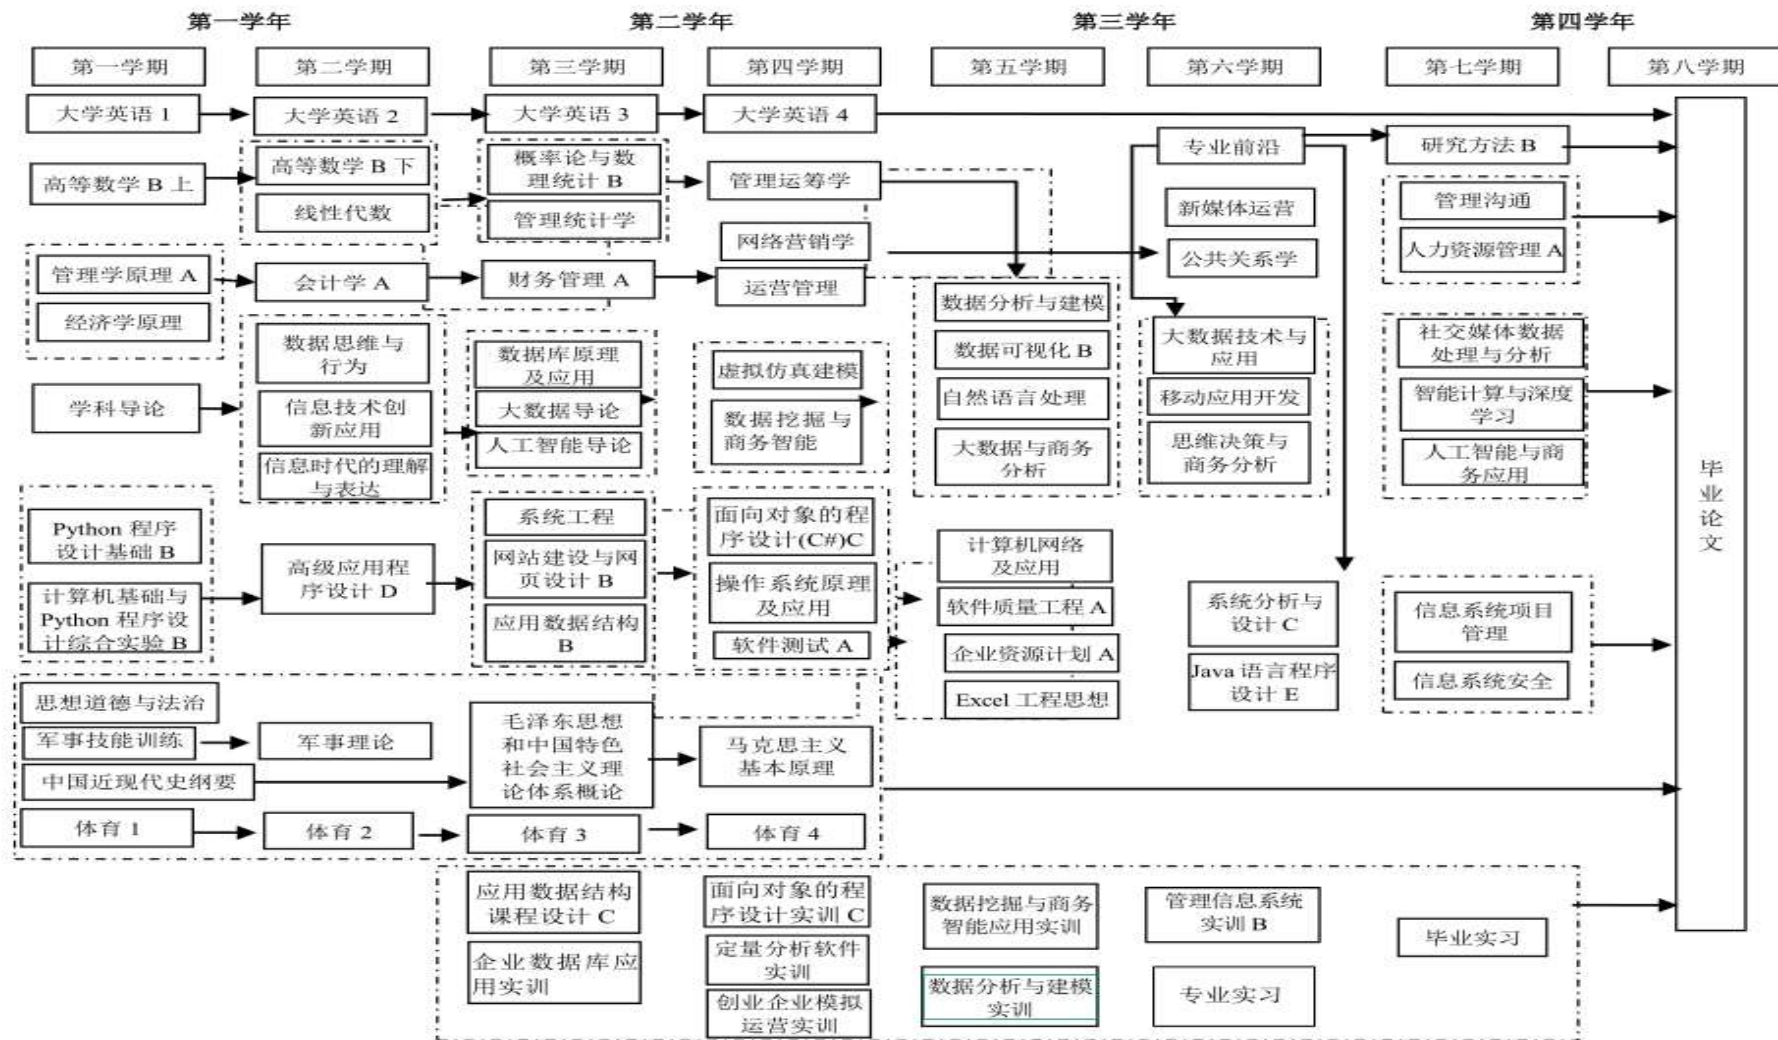 第一学年
第二学年
第三学年
第四学年
第一学期
第二学期
第三学期
第四学期
第五学期
第六学期
第七学期
第八学期
大学英语 1
大学英语 2
大学英语 3
大学英语 4
高等数学 B 上
高等数学 B 下
线性代数
概率论与数
理统计 B
管理统计学
管理运筹学
网络营销学
专业前沿
新媒体运营
公共关系学
研究方法 B
管理沟通
人力资源管理 A
管理学原理 A
经济学原理
会计学 A
财务管理 A
运营管理
学科导论
数据思维与
行为
信息技术创
新应用
信息时代的理解
与表达
数据库原理
及应用
大数据导论
人工智能导论
虚拟仿真建模
数据挖掘与
商务智能
数据分析与建模
数据可视化 B
自然语言处理
大数据与商务
分析
大数据技术与
应用
移动应用开发
思维决策与
商务分析
社交媒体数据
处理与分析
智能计算与深度
学习
人工智能与商
务应用
Python 程序
设计基础 B
计算机基础与
Python 程序设
计综合实验 B
高级应用程
序设计 D
系统工程
网站建设与网
页设计 B
应用数据结构
B
面向对象的程
序设计(C#)C
操作系统原理
及应用
软件测试 A
计算机网络
及应用
软件质量工程 A
企业资源计划 A
Excel 工程思想
系统分析与
设计 C
Java 语言程序
设计 E
信息系统项目
管理
信息系统安全
毕业论文
思想道德与法治
军事技能训练
军事理论
中国近现代史纲要
毛泽东思想
和中国特色
社会主义理
论体系概论
马克思主义
基本原理
体育 1
体育 2
体育 3
体育 4
应用数据结构
课程设计 C
企业数据库应
用实训
面向对象的程
序设计实训 C
定量分析软件
实训
创业企业模拟
运营实训
数据挖掘与商务
智能应用实训
数据分析与建模
实训
管理信息系统
实训 B
专业实习
毕业实习